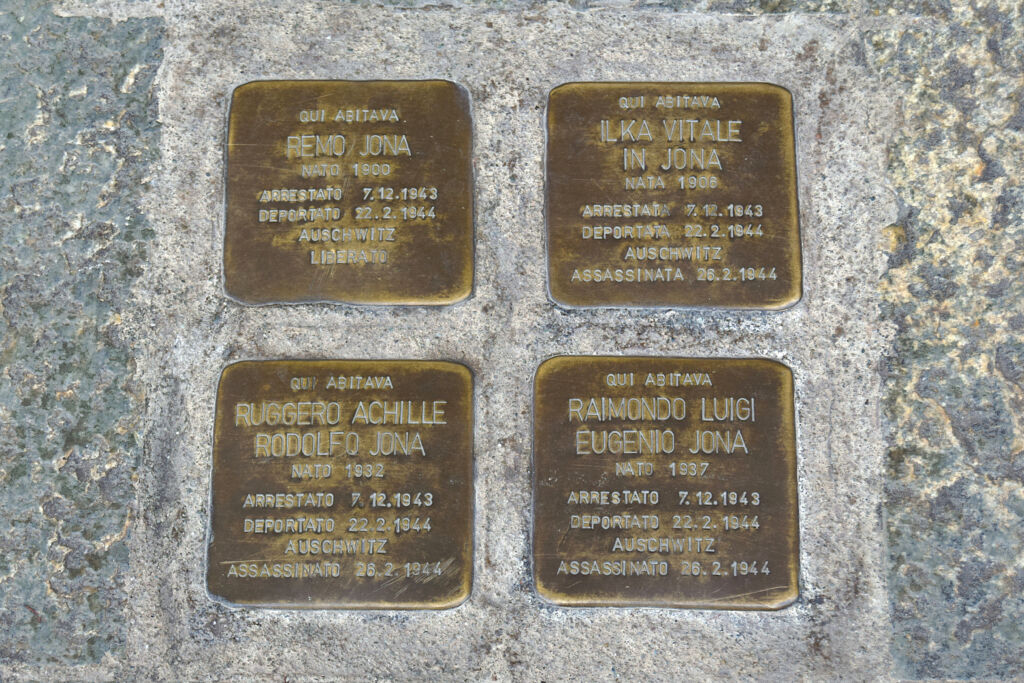 QUI ABITAVA
REMO JONA
NATO 1900
ARRESTATO 7.12.1943
DEPORTATO 22.2.1944
AUSCHWITZ
LIBERATO
QUI ABITAVA
ILKA VITALE
IN JONA
NATA 1906
ARRESTATA 7.12.1943
DEPORTATA 22.2.1944
AUSCHWITZ
ASSASSINATA 26.2.1944
QUI ABITAVA
RUGGERO ACHILLE
RODOLFO JONA
NATO 1932
ARRESTATO 7.12.1943
DEPORTATO 22.2.1944
AUSCHWITZ
ASSASSINATO 26.2.1944
QUI ABITAVA
RAIMONDO LUIGI
EUGENIO JONA
NATO 1937
ARRESTATO 7.12.1943
DEPORTATO 22.2.1944
AUSCHWITZ
ASSASSINATO 26.2.1944